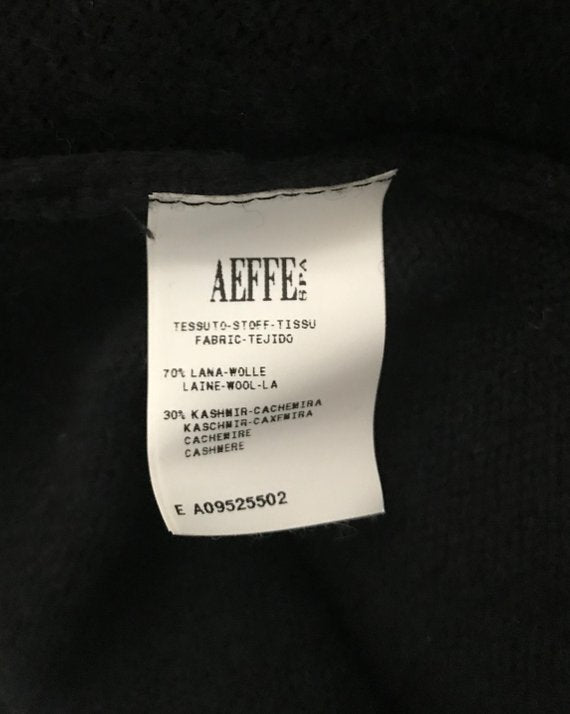 AEFFE SPA
TESSUTO-STOFF-TISSU
FABRIC-TEJIDO
70% LANA-WOLLE
LAINE-WOOL-LA
30% KASHMIR-CACHEMIRA
KASCHMIR-CAXEMIRA
CACHEMIRE
CASHMERE
E A09525502